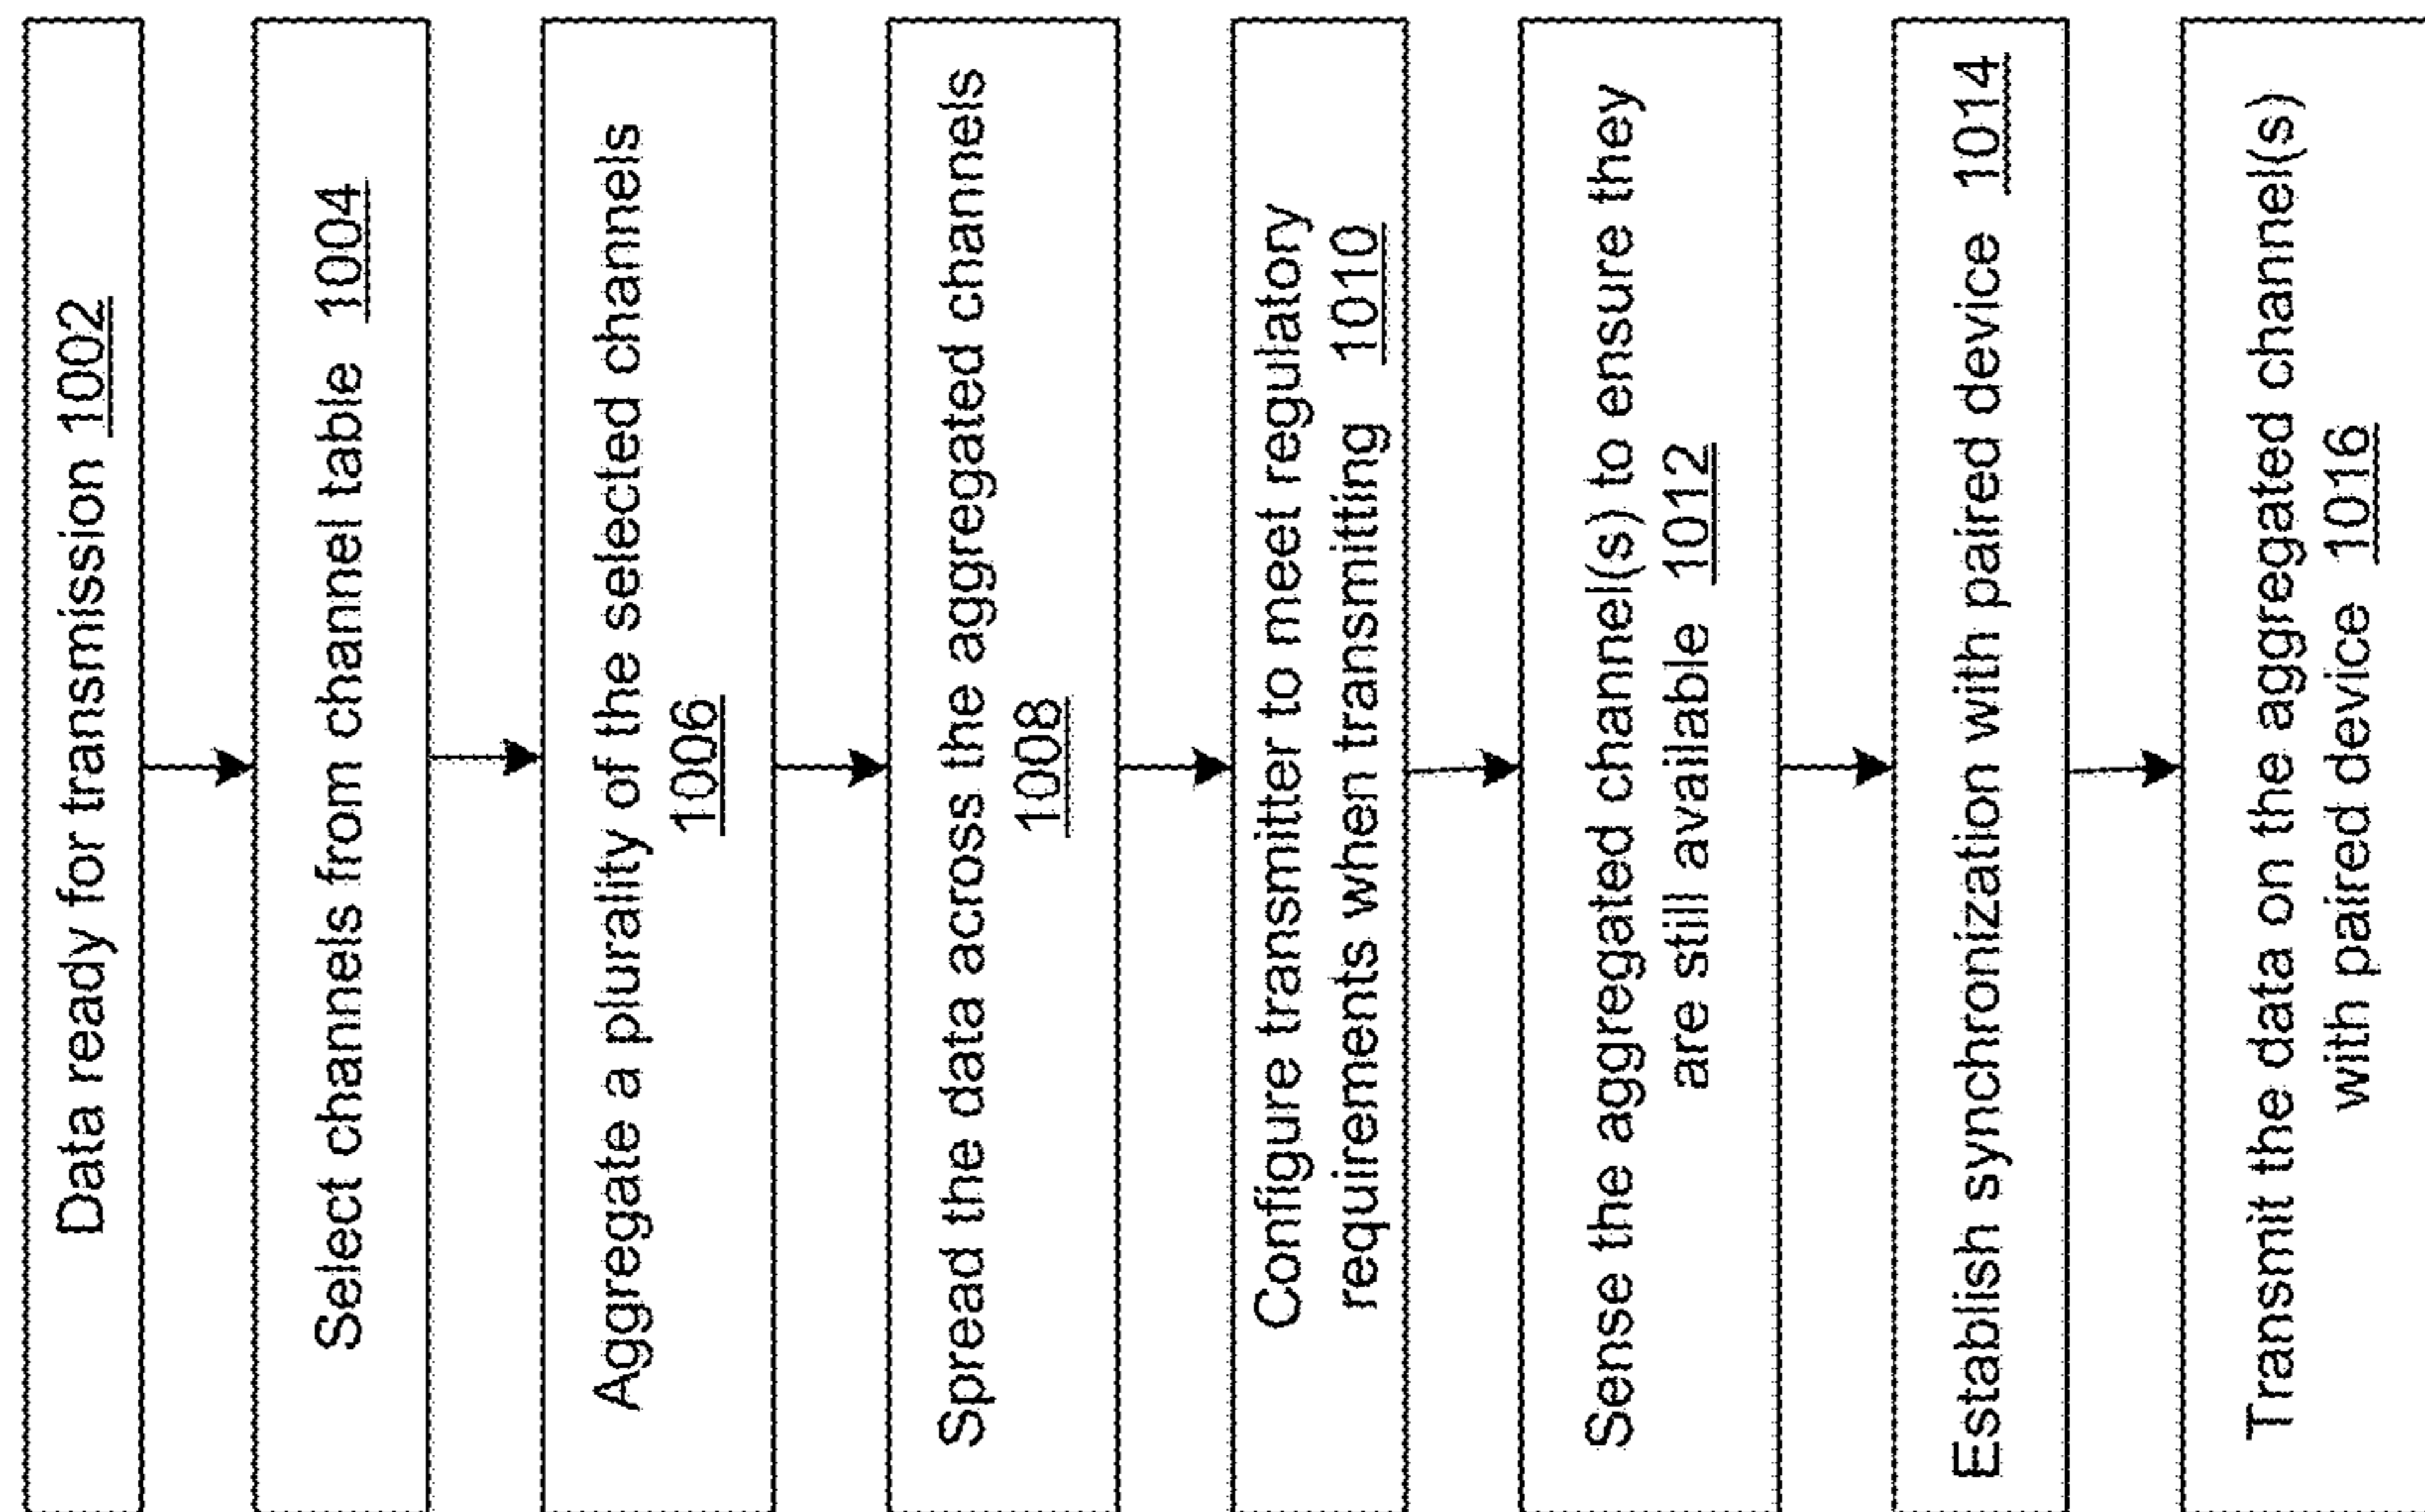 Data ready for transmission 1002
Select channels from channel table 1004
Aggregate a plurality of the selected channels
1006
Spread the data across the aggregated channels
1008
Configure transmitter to meet regulatory
requirements when transmitting 1010
Sense the aggregated channel(s) to ensure they
are still available 1012
Establish synchronization with paired device 1014
Transmit the data on the aggregated channel(s)
with paired device 1016